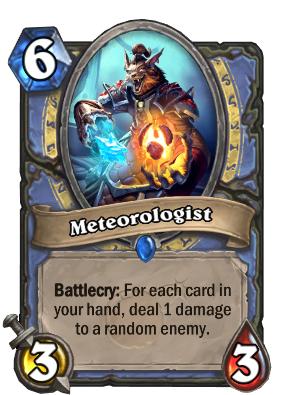 6
Meteorologist
Battlecry: For each card in
your hand, deal 1 damage
to a random enemy.
3
3